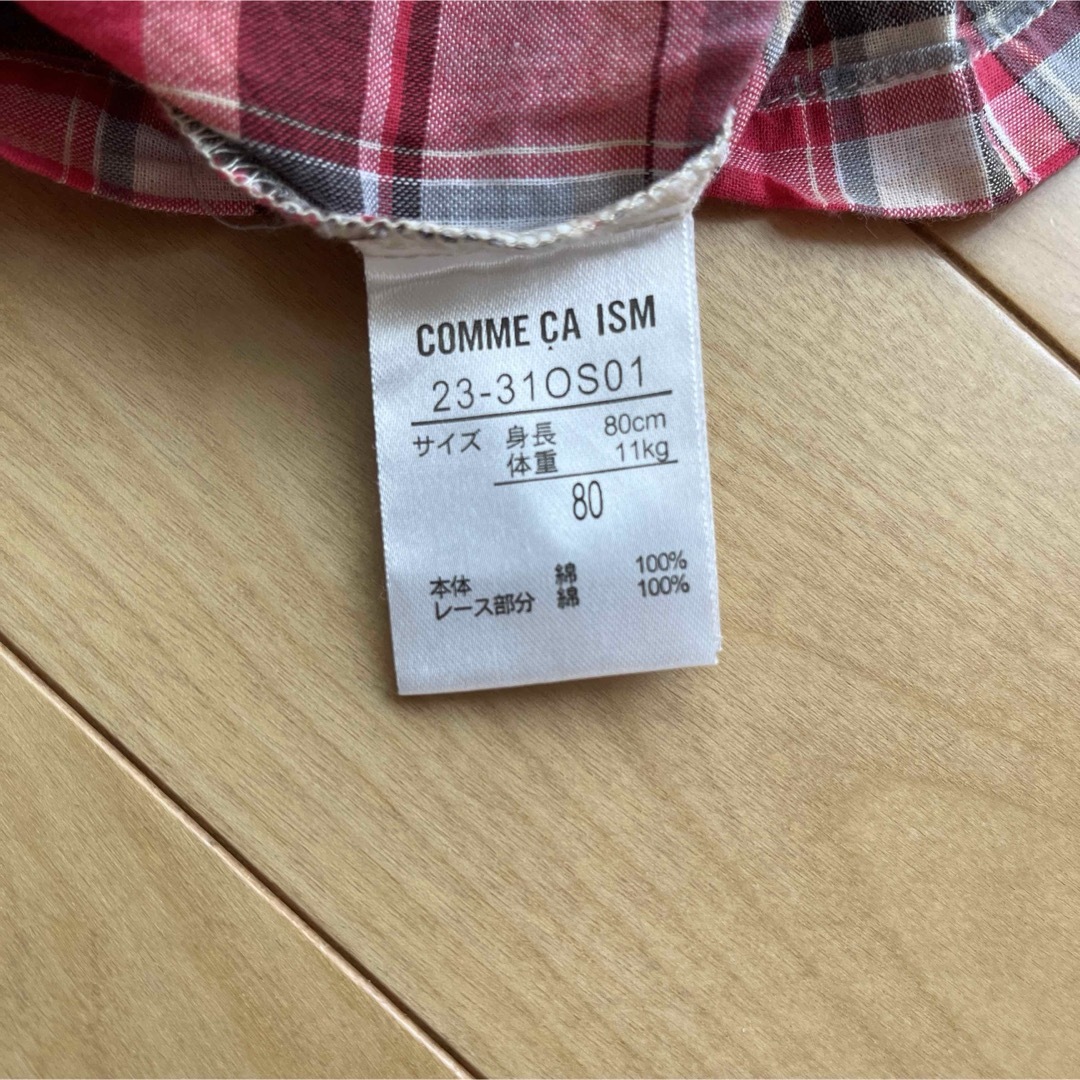 COMME ÇA ISM
23-31OS01
サイズ 身長 80cm
体重 11kg
80
本体 綿 100%
レース部分 綿 100%